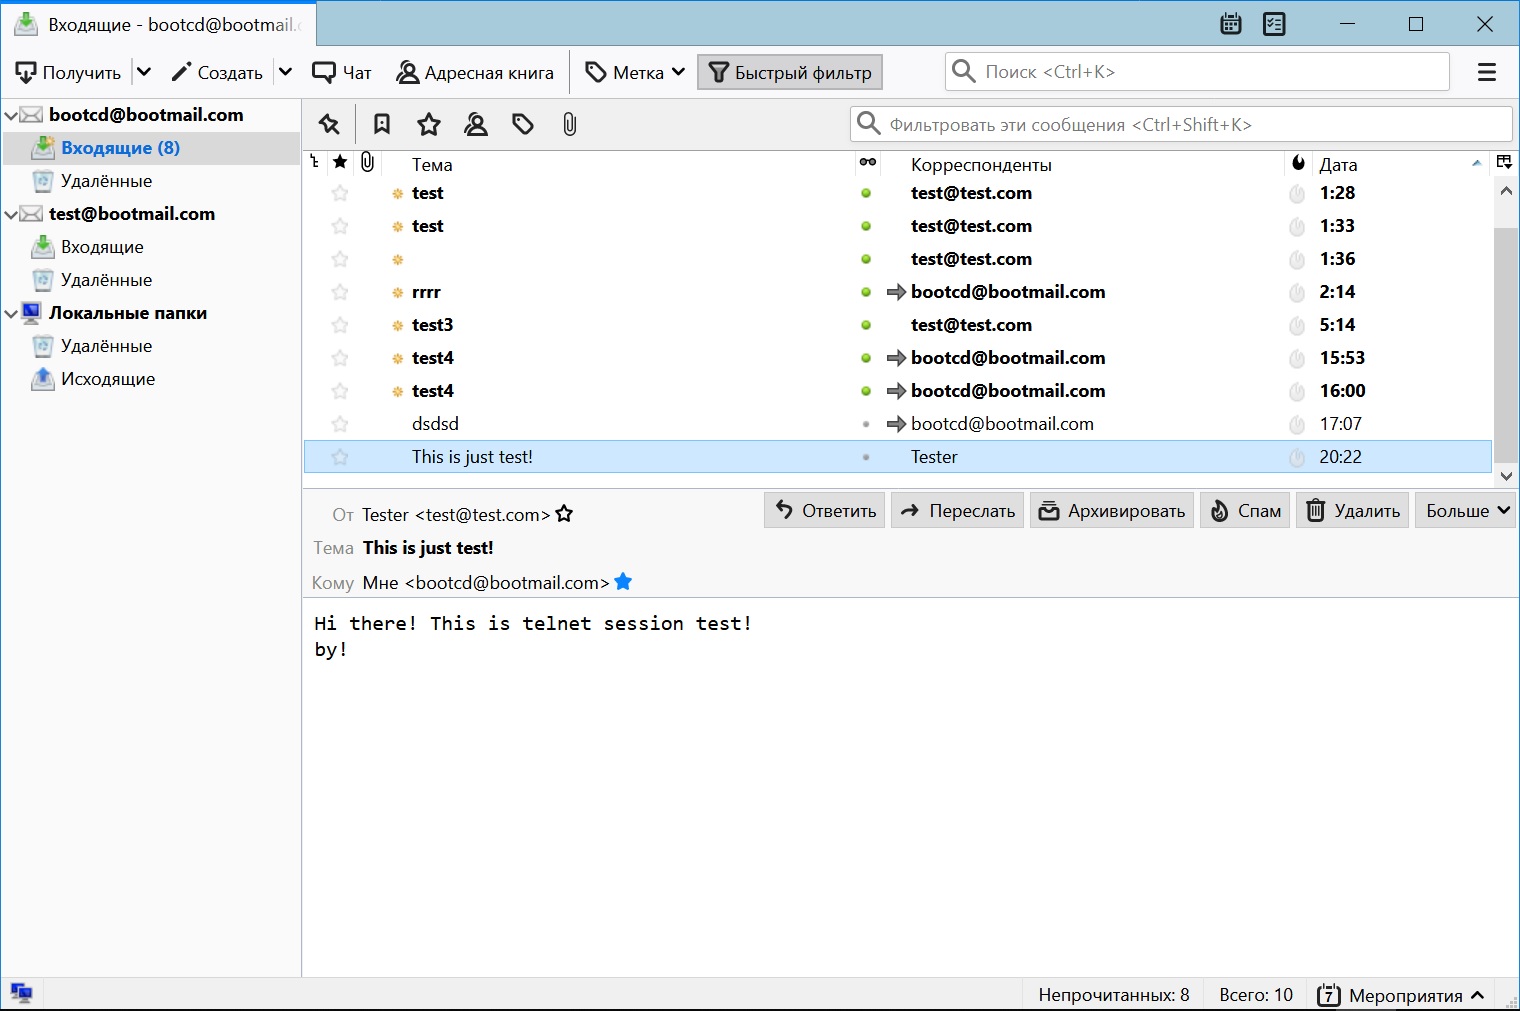 Входящие - bootcd@bootmail.
Получить Создать Чат Адресная книга Метка Быстрый фильтр Поиск <Ctrl+K>
bootcd@bootmail.com
Входящие (8)
Удалённые
test@bootmail.com
Входящие
Удалённые
Локальные папки
Удалённые
Исходящие
Фильтровать эти сообщения <Ctrl+Shift+K>
Тема Корреспонденты Дата
test test@test.com 1:28
test test@test.com 1:33
test@test.com 1:36
rrrr bootcd@bootmail.com 2:14
test3 test@test.com 5:14
test4 bootcd@bootmail.com 15:53
test4 bootcd@bootmail.com 16:00
dsdsd bootcd@bootmail.com 17:07
This is just test! Tester 20:22
От Tester <test@test.com> Ответить Переслать Архивировать Спам Удалить Больше
Тема This is just test!
Кому Мне <bootcd@bootmail.com>
Hi there! This is telnet session test!
by!
Непрочитанных: 8 Всего: 10 7 Мероприятия